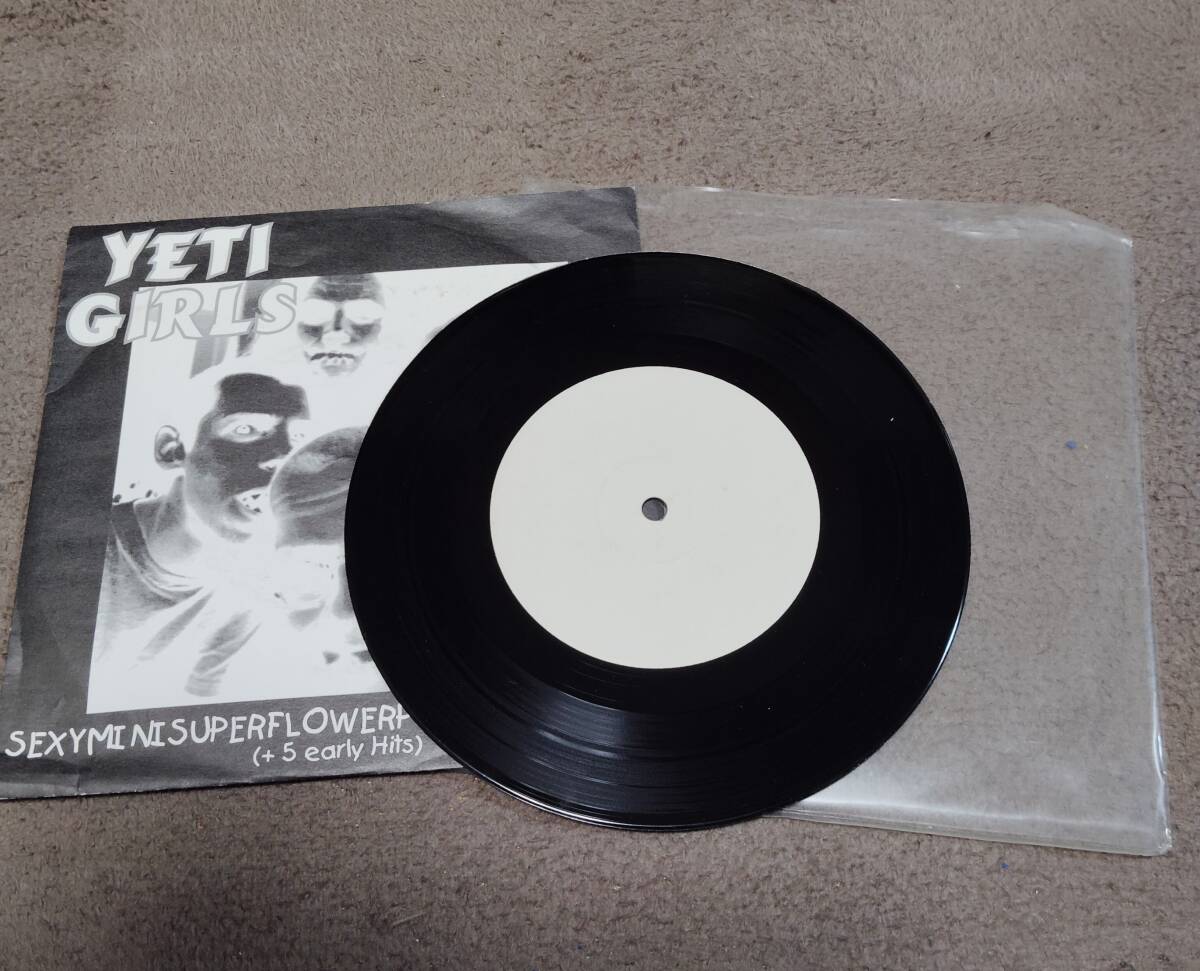 YETI
GIRLS
SEXYMINISUPERFLOWERP
(+ 5 early Hits)